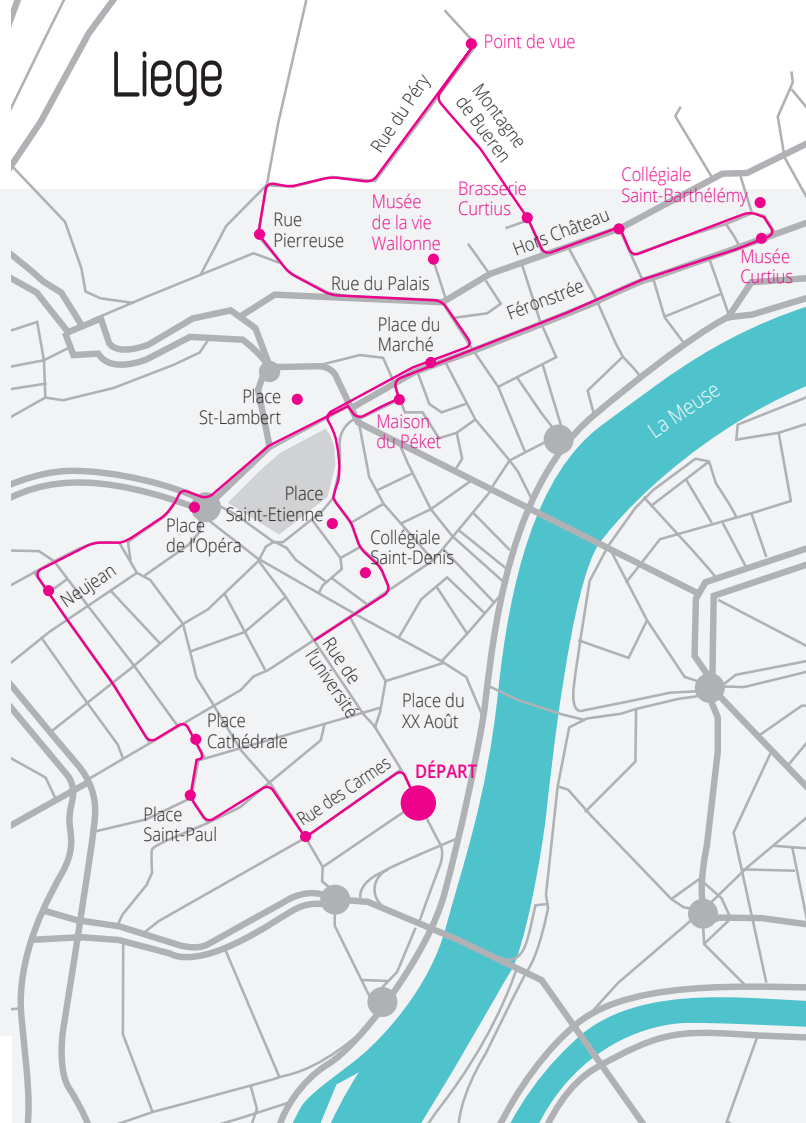 Liege
Point de vue
Rue du Péry
Montagne
de Bueren
Collégiale
Saint-Barthélémy
Brasserie
Curtius
Musée
de la vie
Wallonne
Rue
Pierreuse
Hors Château
Musée
Curtius
Rue du Palais
Féronstrée
Place du
Marché
Place
St-Lambert
Maison
du Péket
La Meuse
Place
Saint-Etienne
Place
de l'Opéra
Collégiale
Saint-Denis
Neujean
Rue de
l'université
Place du
XX Août
Place
Cathédrale
DÉPART
Rue des Carmes
Place
Saint-Paul